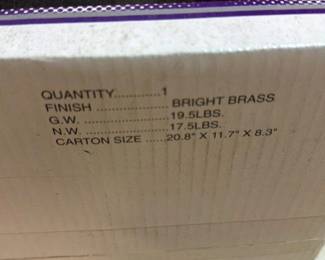 QUANTITY............1
FINISH .................... BRIGHT BRASS
G.W. ........................19.5LBS.
N.W. .......................17.5LBS.
CARTON SIZE .....20.8" X 11.7" X 8.3"